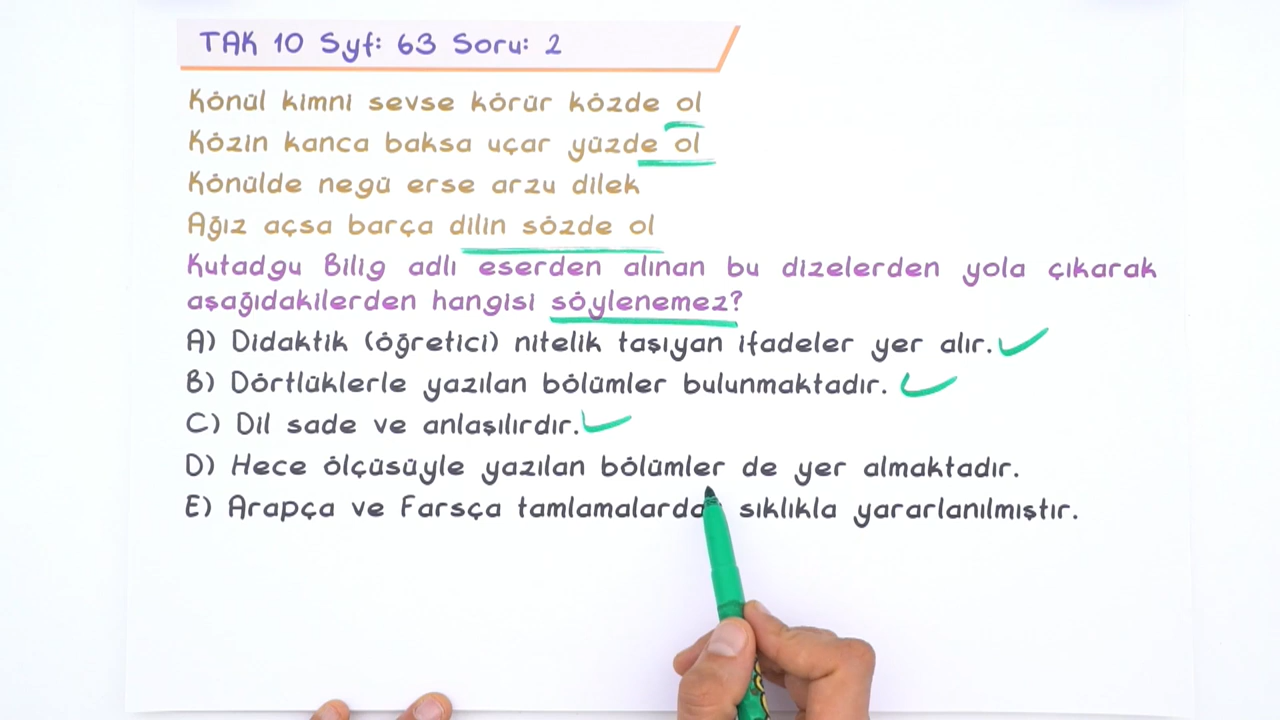 TAK 10 Syf: 63 Soru: 2
Könül kimni sevse körür közde ol
Közin kanca baksa uçar yüzde ol
Könülde negü erse arzu dilek
Ağız açsa barça dilin sözde ol
Kutadgu Bilig adlı eserden alınan bu dizelerden yola çıkarak
aşağıdakilerden hangisi söylenemez?
A) Didaktik (öğretici) nitelik taşıyan ifadeler yer alır.
B) Dörtlüklerle yazılan bölümler bulunmaktadır.
C) Dil sade ve anlaşılırdır.
D) Hece ölçüsüyle yazılan bölümler de yer almaktadır.
E) Arapça ve Farsça sıklıkla yararlanılmıştır.